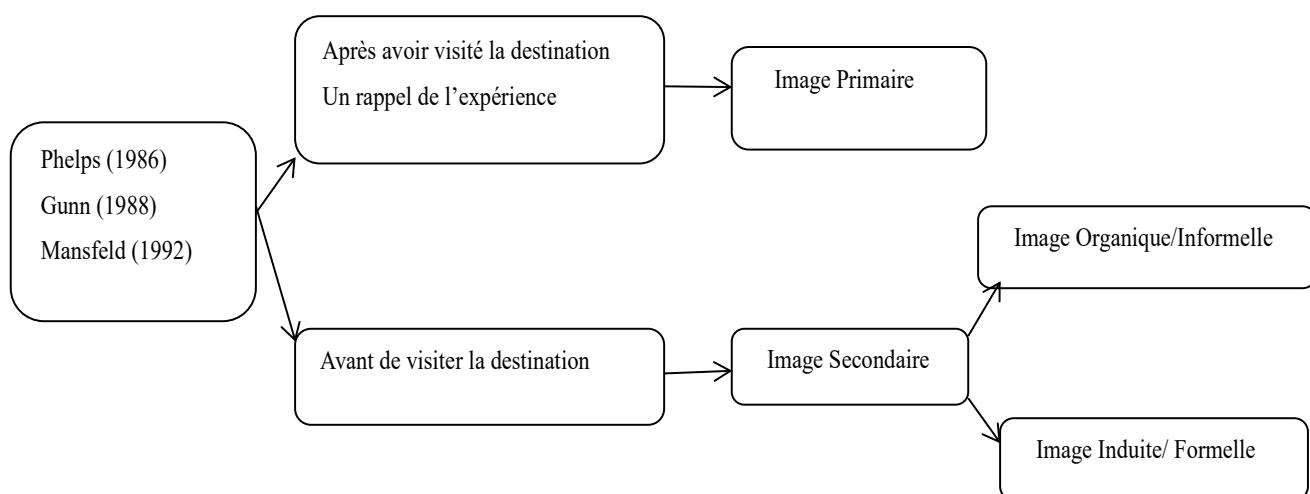 Après avoir visité la destination
Un rappel de l’expérience
Image Primaire
Phelps (1986)
Gunn (1988)
Mansfeld (1992)
Image Organique/Informelle
Avant de visiter la destination
Image Secondaire
Image Induite/ Formelle